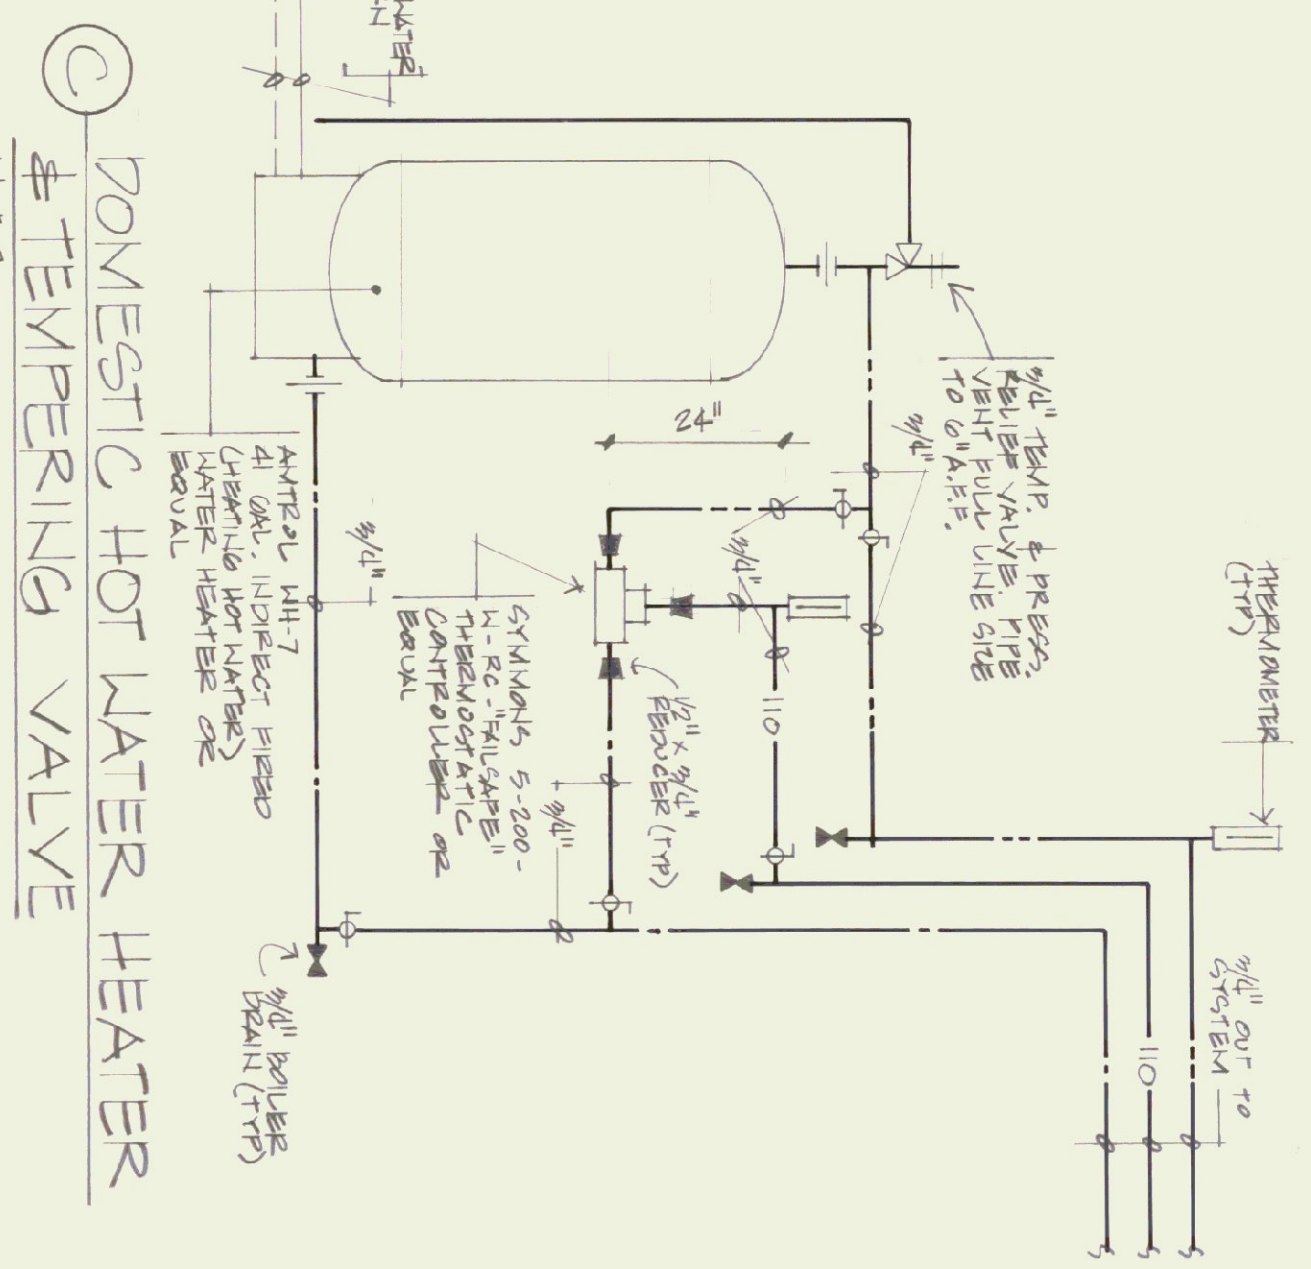 WATER
C
DOMESTIC HOT WATER HEATER
& TEMPERING VALVE
3/4" TEMP. & PRESS.
RELIEF VALVE. PIPE
VENT FULL LINE SIZE
TO 6" A.F.F.
THERMOMETER
(TYP)
3/4"
24"
3/4"
110
SYMMONS 5-200-
W-RC-"FAILSAFE"
THERMOSTATIC
CONTROLLER OR
EQUAL
1/2" x 3/4"
REDUCER (TYP)
3/4"
3/4"
AMTROL WH-7
41 GAL. INDIRECT FIRED
(HEATING HOT WATER)
WATER HEATER OR
EQUAL
3/4" OUT TO
SYSTEM
110
3/4" BOILER
DRAIN (TYP)